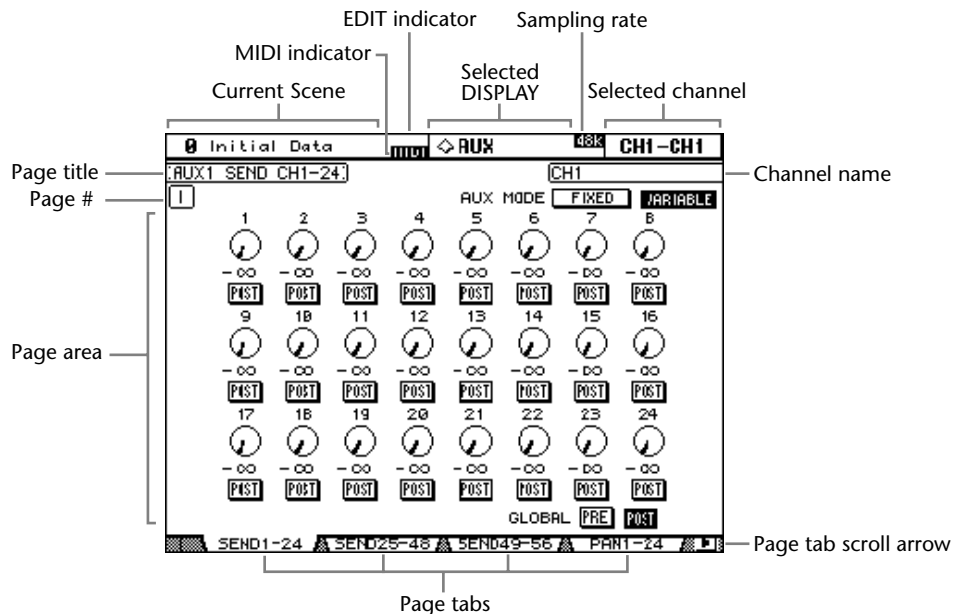 EDIT indicator
Sampling rate
MIDI indicator
Selected
DISPLAY
Current Scene
Selected channel
0 Initial Data
MIDI
AUX
48k
CH1-CH1
Page title
AUX1 SEND CH1-24
CH1
Channel name
Page #
1
AUX MODE FIXED VARIABLE
1 2 3 4 5 6 7 8
-∞ -∞ -∞ -∞ -∞ -∞ -∞ -∞
POST POST POST POST POST POST POST POST
9 10 11 12 13 14 15 16
Page area
-∞ -∞ -∞ -∞ -∞ -∞ -∞ -∞
POST POST POST POST POST POST POST POST
17 18 19 20 21 22 23 24
-∞ -∞ -∞ -∞ -∞ -∞ -∞ -∞
POST POST POST POST POST POST POST POST
GLOBAL PRE POST
SEND1-24 SEND25-48 SEND49-56 PAN1-24
Page tab scroll arrow
Page tabs